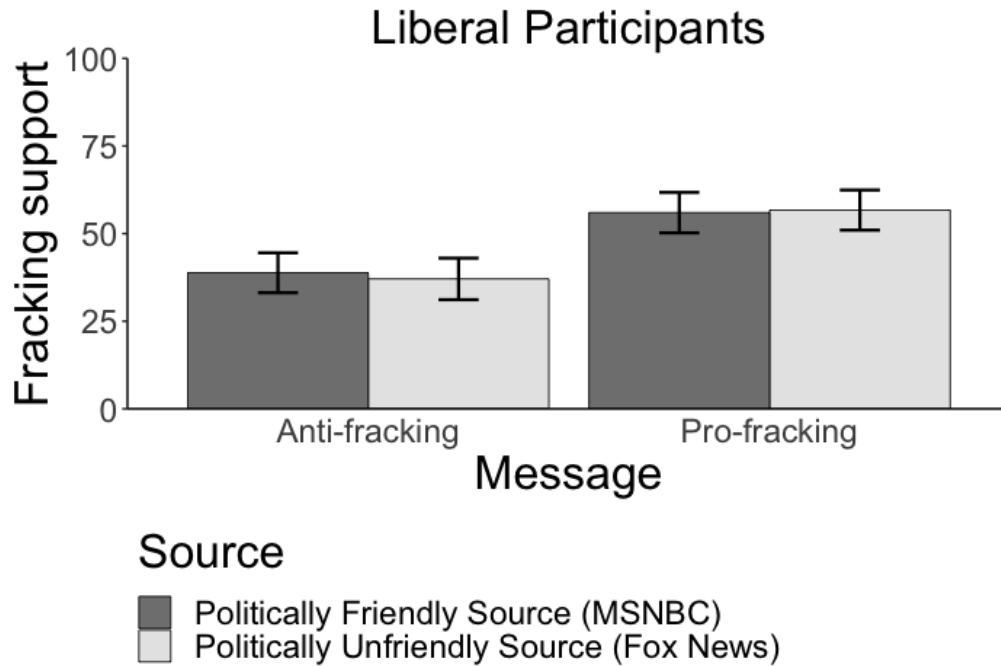 Liberal Participants
100
75
50
25
0
Fracking support
Anti-fracking Pro-fracking
Message
Source
Politically Friendly Source (MSNBC)
Politically Unfriendly Source (Fox News)